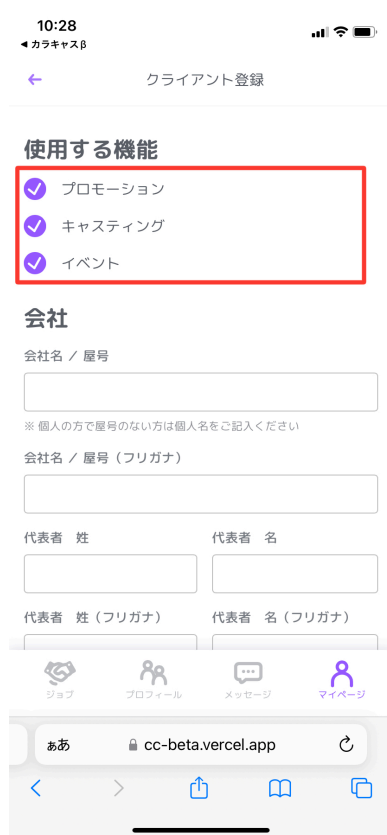 10:28
◀ カラキャスβ
クライアント登録
使用する機能
プロモーション
キャスティング
イベント
会社
会社名 / 屋号
※ 個人の方で屋号のない方は個人名をご記入ください
会社名 / 屋号（フリガナ）
代表者　姓　代表者　名
代表者　姓（フリガナ）　代表者　名（フリガナ）
ジョブ　プロフィール　メッセージ　マイページ
ぁあ　cc-beta.vercel.app